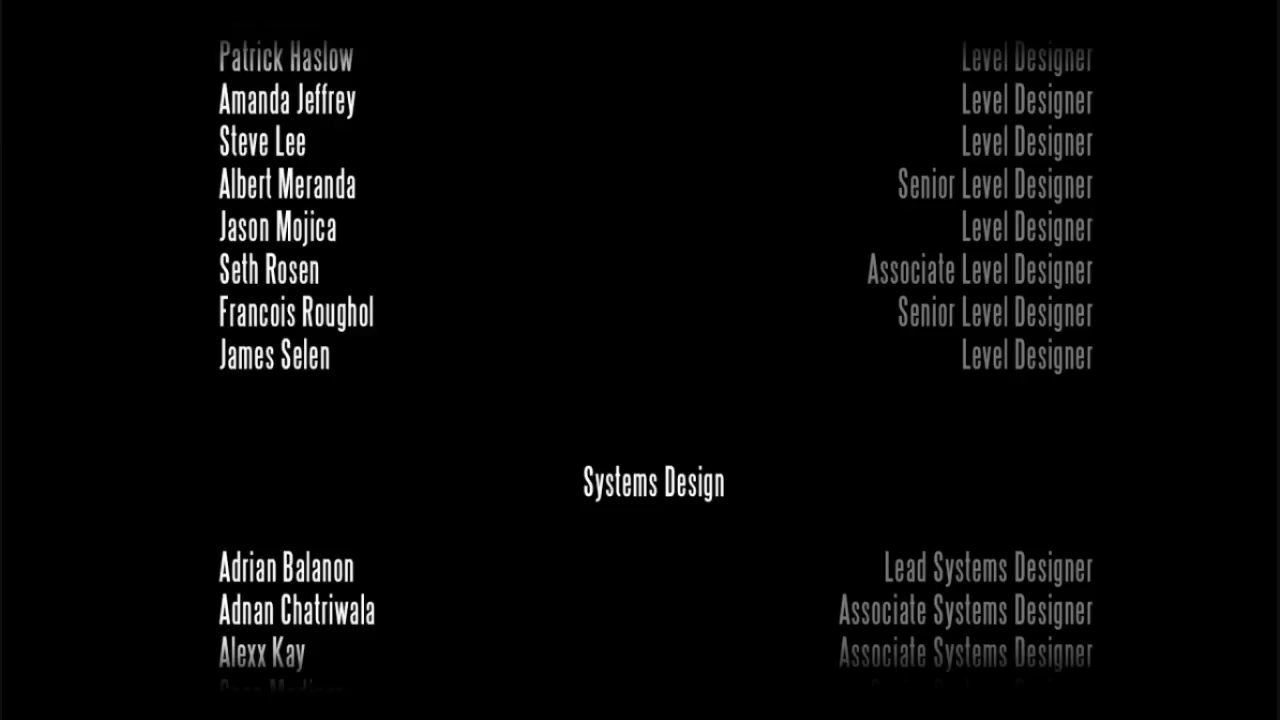 Patrick Haslow Level Designer
Amanda Jeffrey Level Designer
Steve Lee Level Designer
Albert Meranda Senior Level Designer
Jason Mojica Level Designer
Seth Rosen Associate Level Designer
Francois Roughol Senior Level Designer
James Selen Level Designer
Systems Design
Adrian Balanon Lead Systems Designer
Adnan Chatriwala Associate Systems Designer
Alexx Kay Associate Systems Designer